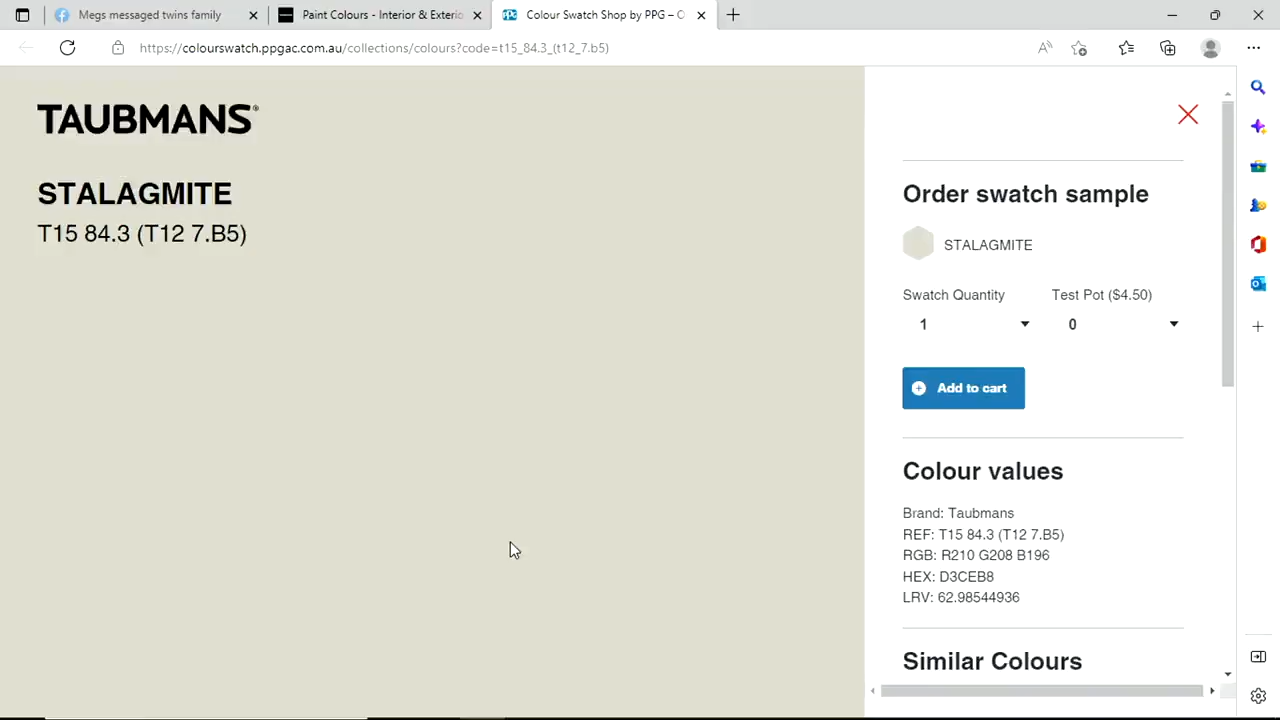 Megs messaged twins family
Paint Colours - Interior & Exterio
Colour Swatch Shop by PPG – O
https://colourswatch.ppgac.com.au/collections/colours?code=t15_84.3_(t12_7.b5)
TAUBMANS®
STALAGMITE
T15 84.3 (T12 7.B5)
Order swatch sample
STALAGMITE
Swatch Quantity Test Pot ($4.50)
1 0
Add to cart
Colour values
Brand: Taubmans
REF: T15 84.3 (T12 7.B5)
RGB: R210 G208 B196
HEX: D3CEB8
LRV: 62.98544936
Similar Colours